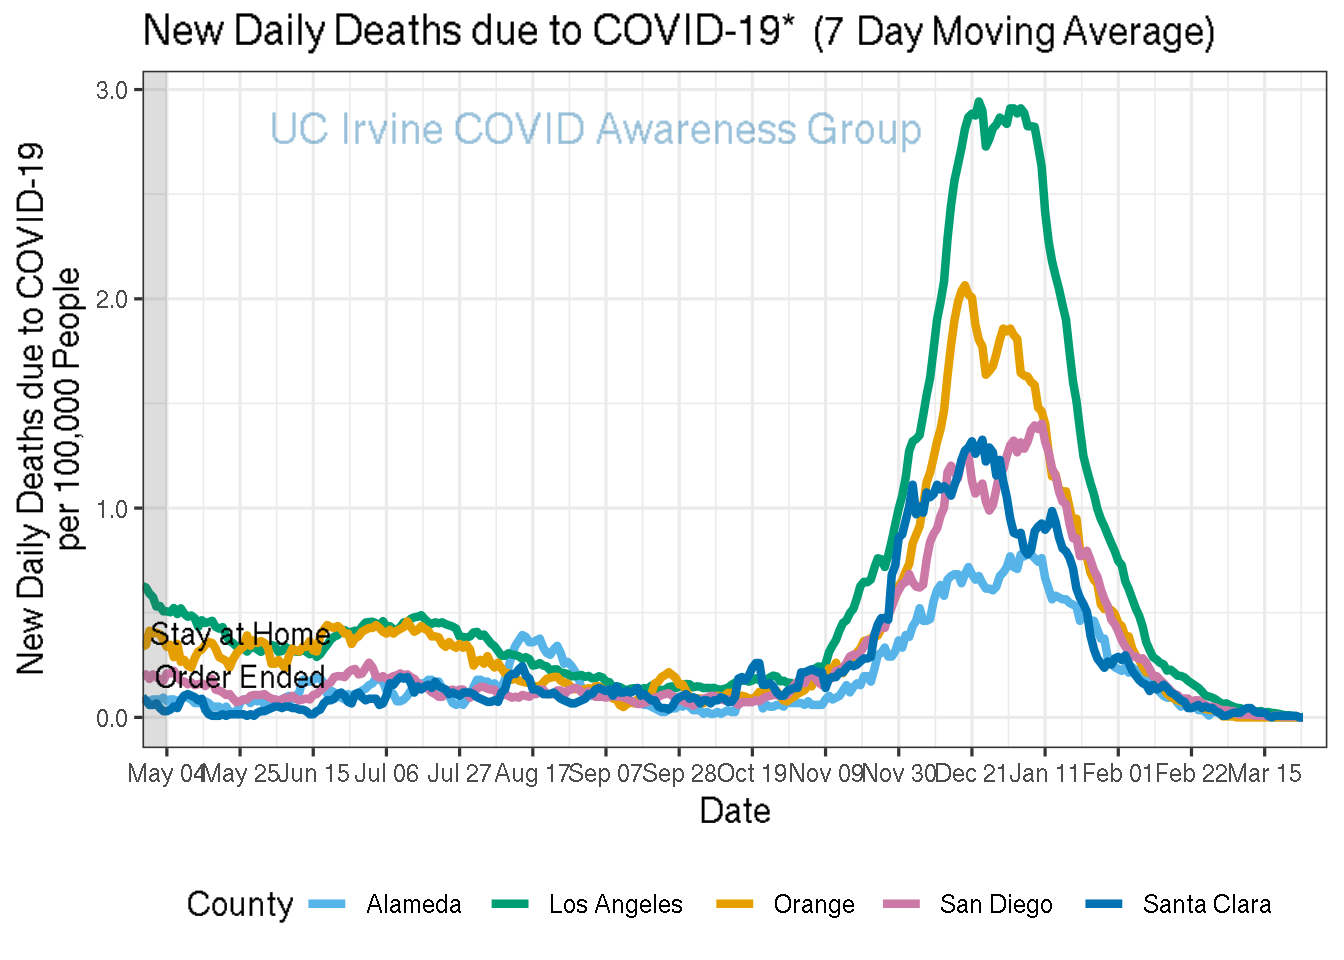 New Daily Deaths due to COVID-19* (7 Day Moving Average)
UC Irvine COVID Awareness Group
New Daily Deaths due to COVID-19
per 100,000 People
3.0
2.0
1.0
0.0
Stay at Home
Order Ended
May 04 May 25 Jun 15 Jul 06 Jul 27 Aug 17 Sep 07 Sep 28 Oct 19 Nov 09 Nov 30 Dec 21 Jan 11 Feb 01 Feb 22 Mar 15
Date
County Alameda Los Angeles Orange San Diego Santa Clara